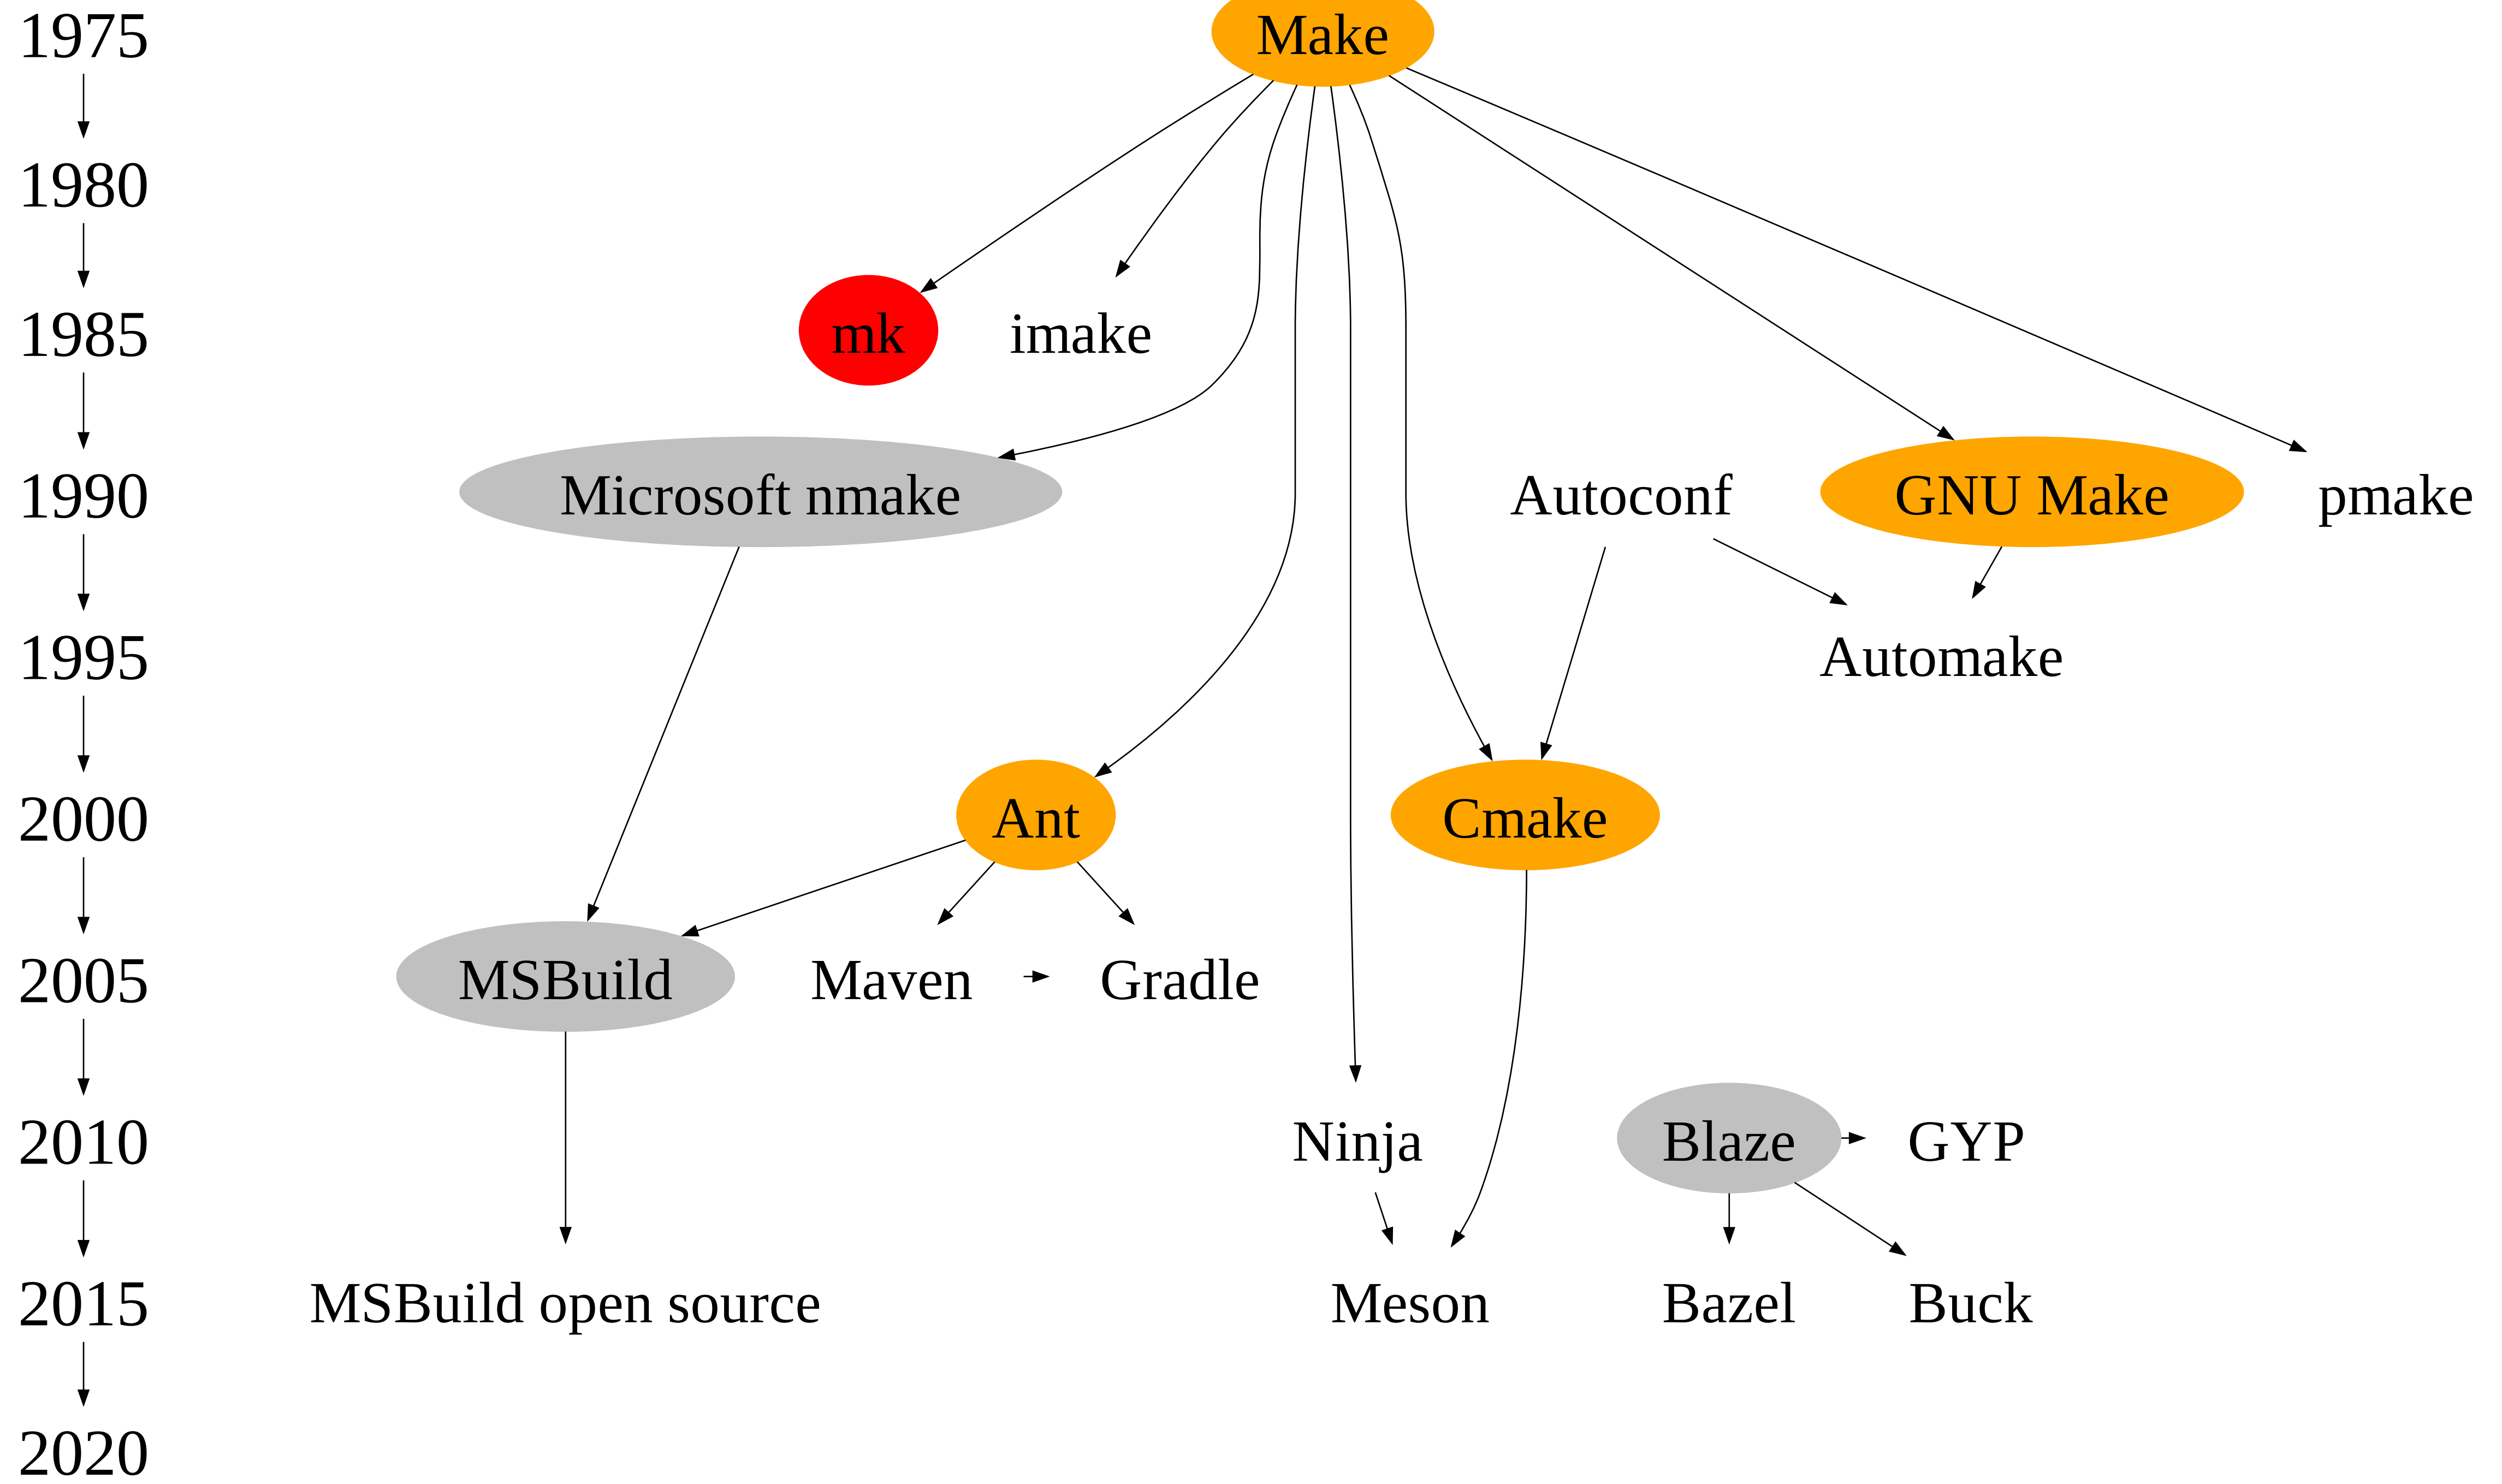 1975
Make
1980
1985
mk
imake
1990
Microsoft nmake
Autoconf
GNU Make
pmake
1995
Automake
2000
Ant
Cmake
2005
MSBuild
Maven
Gradle
2010
Ninja
Blaze
GYP
2015
MSBuild open source
Meson
Bazel
Buck
2020